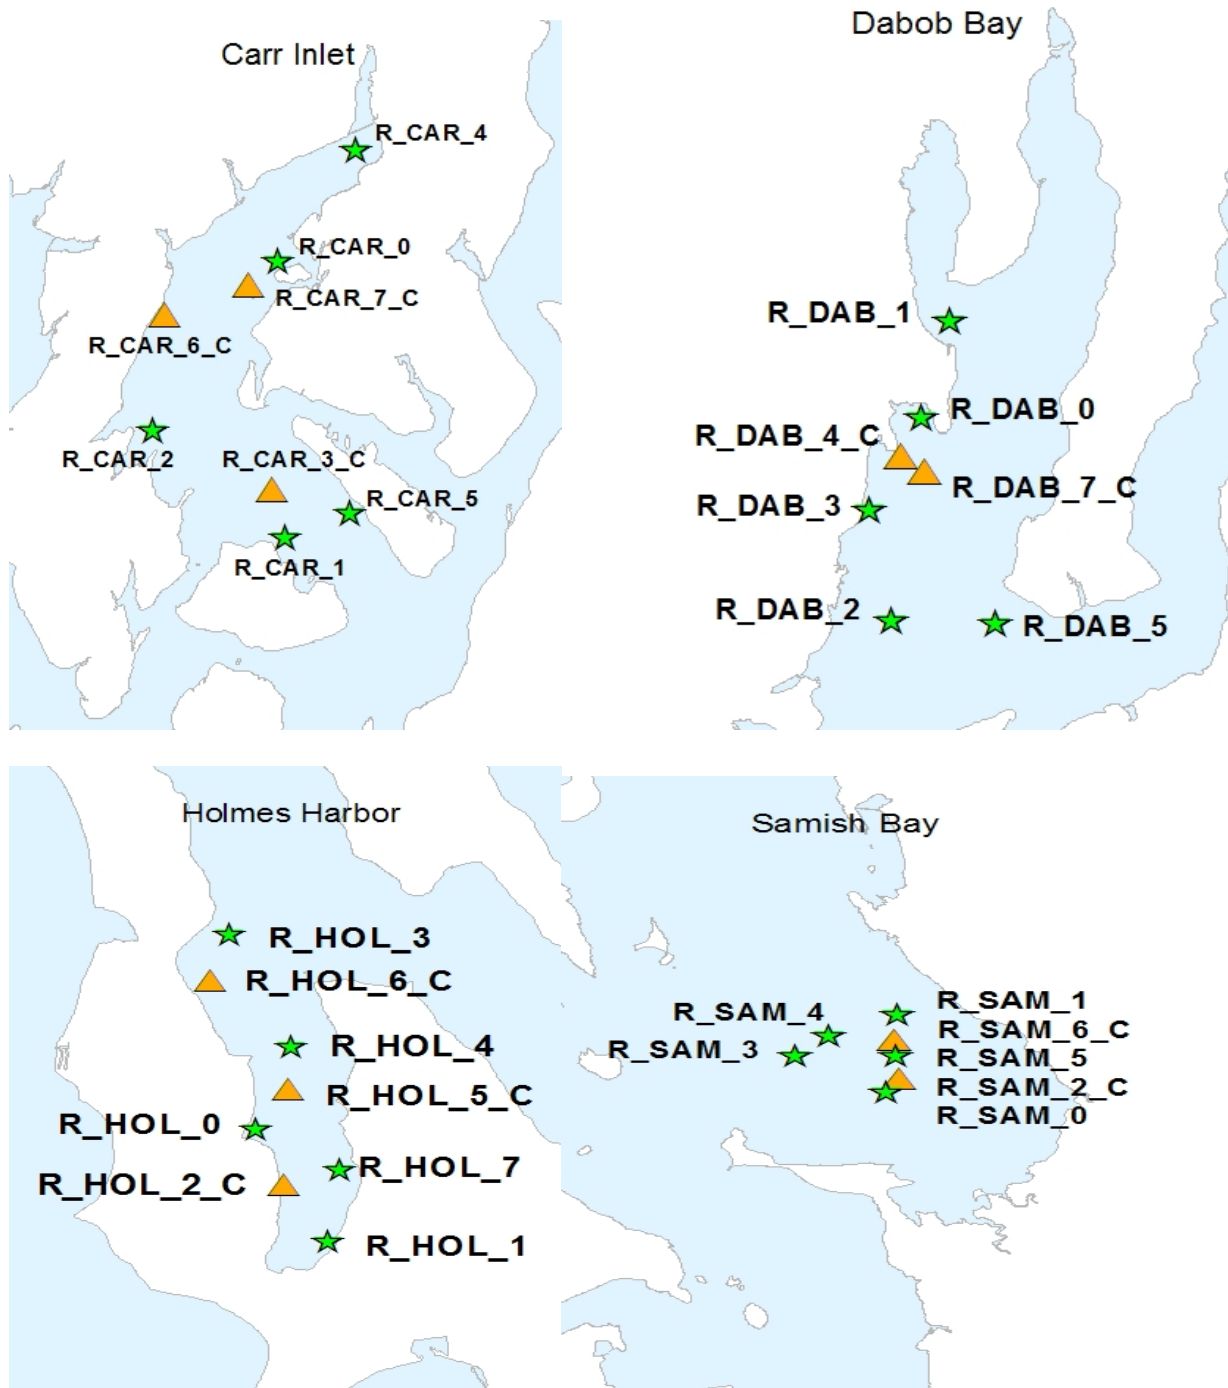 Carr Inlet
R_CAR_4
R_CAR_0
R_CAR_7_C
R_CAR_6_C
R_CAR_2
R_CAR_3_C
R_CAR_5
R_CAR_1
Dabob Bay
R_DAB_1
R_DAB_0
R_DAB_4_C
R_DAB_7_C
R_DAB_3
R_DAB_2
R_DAB_5
Holmes Harbor
R_HOL_3
R_HOL_6_C
R_HOL_4
R_HOL_5_C
R_HOL_0
R_HOL_7
R_HOL_2_C
R_HOL_1
Samish Bay
R_SAM_1
R_SAM_4
R_SAM_6_C
R_SAM_3
R_SAM_5
R_SAM_2_C
R_SAM_0